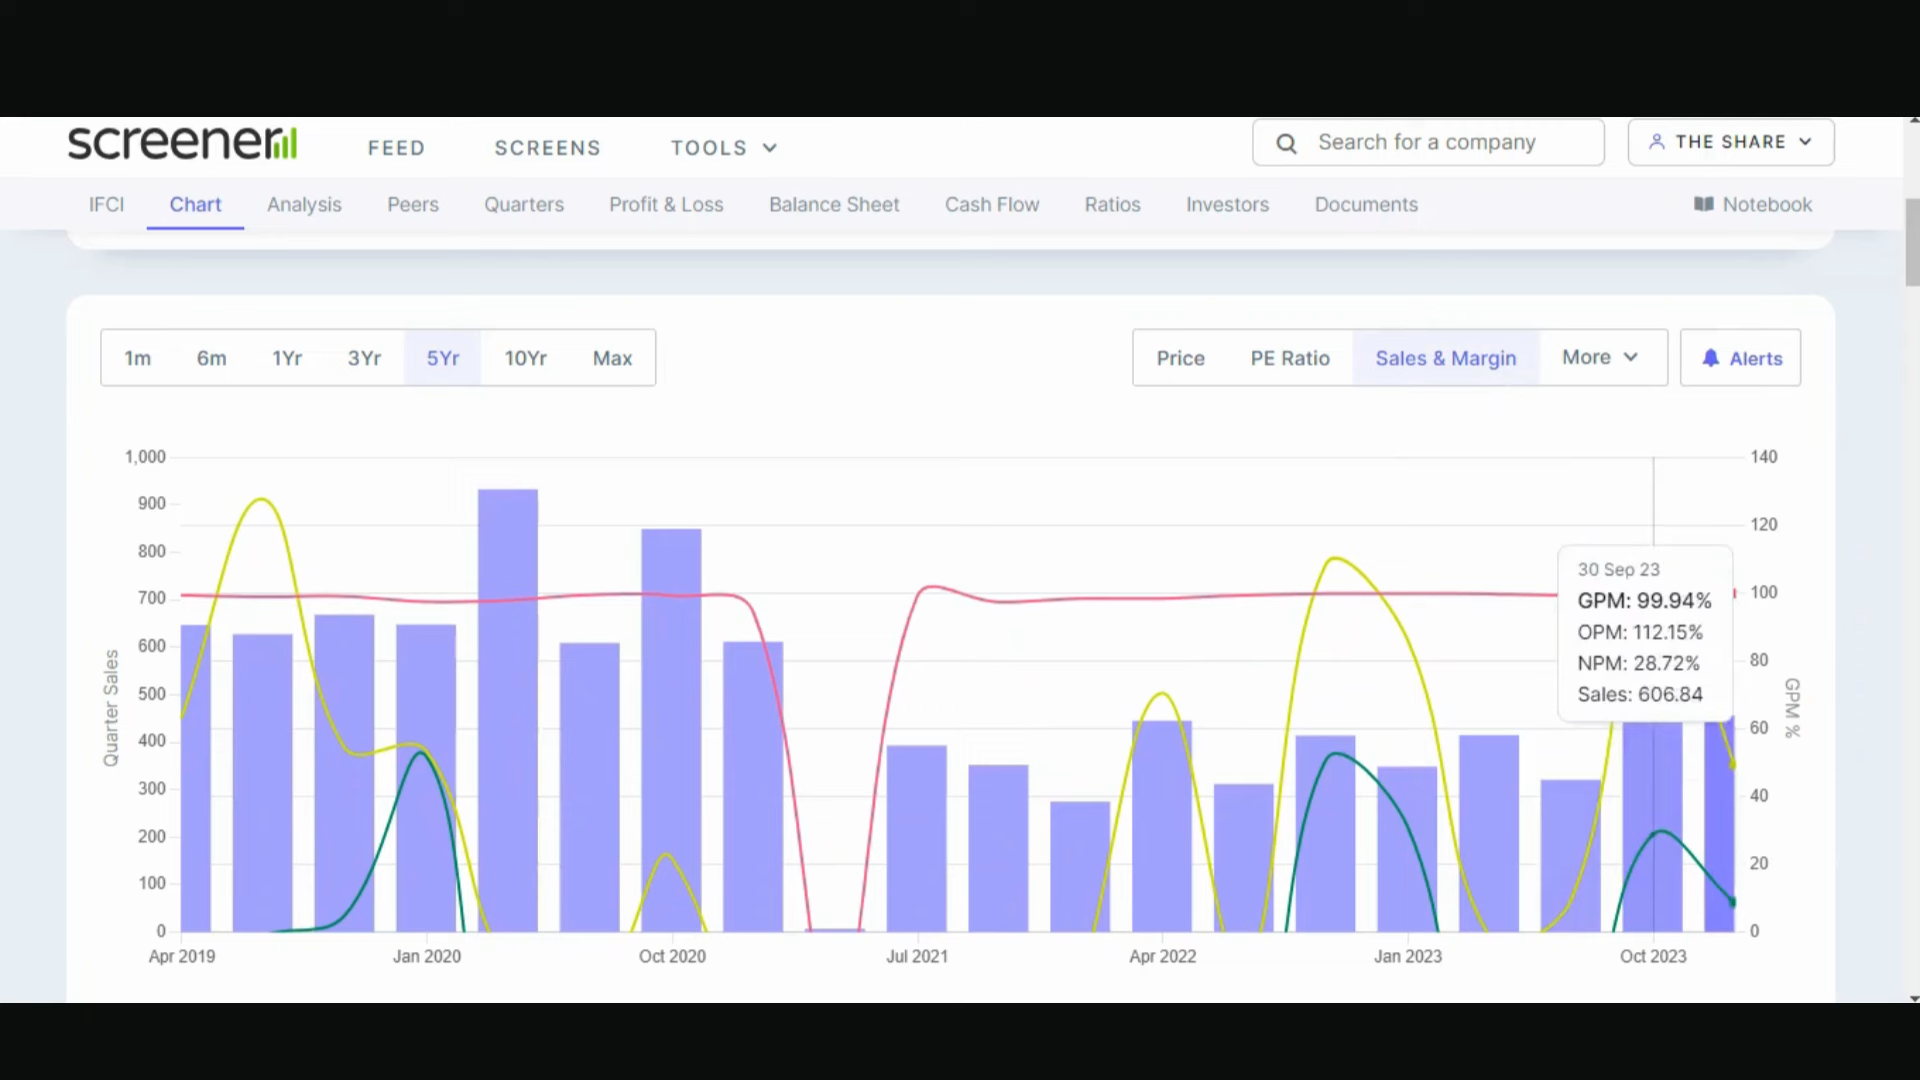 screener
FEED SCREENS TOOLS
Search for a company
THE SHARE
IFCI Chart Analysis Peers Quarters Profit & Loss Balance Sheet Cash Flow Ratios Investors Documents Notebook
1m 6m 1Yr 3Yr 5Yr 10Yr Max
Price PE Ratio Sales & Margin More Alerts
1,000
900
800
700
600
500
400
300
200
100
0
Quarter Sales
140
120
100
80
60
40
20
0
GPM %
30 Sep 23
GPM: 99.94%
OPM: 112.15%
NPM: 28.72%
Sales: 606.84
Apr 2019 Jan 2020 Oct 2020 Jul 2021 Apr 2022 Jan 2023 Oct 2023